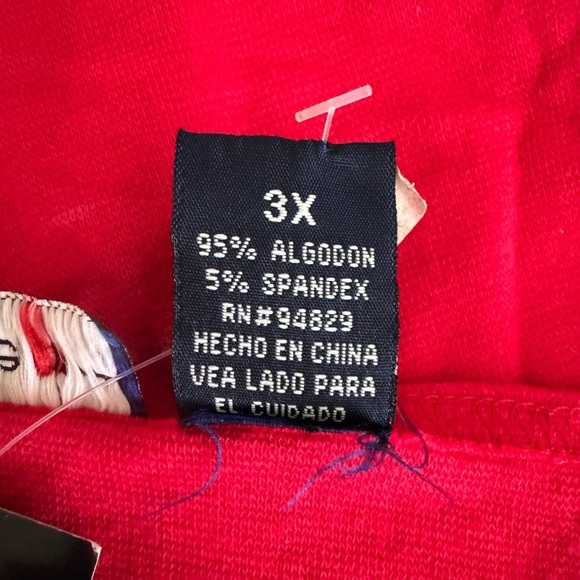 3X
95% ALGODON
5% SPANDEX
RN#94829
HECHO EN CHINA
VEA LADO PARA
EL CUIDADO